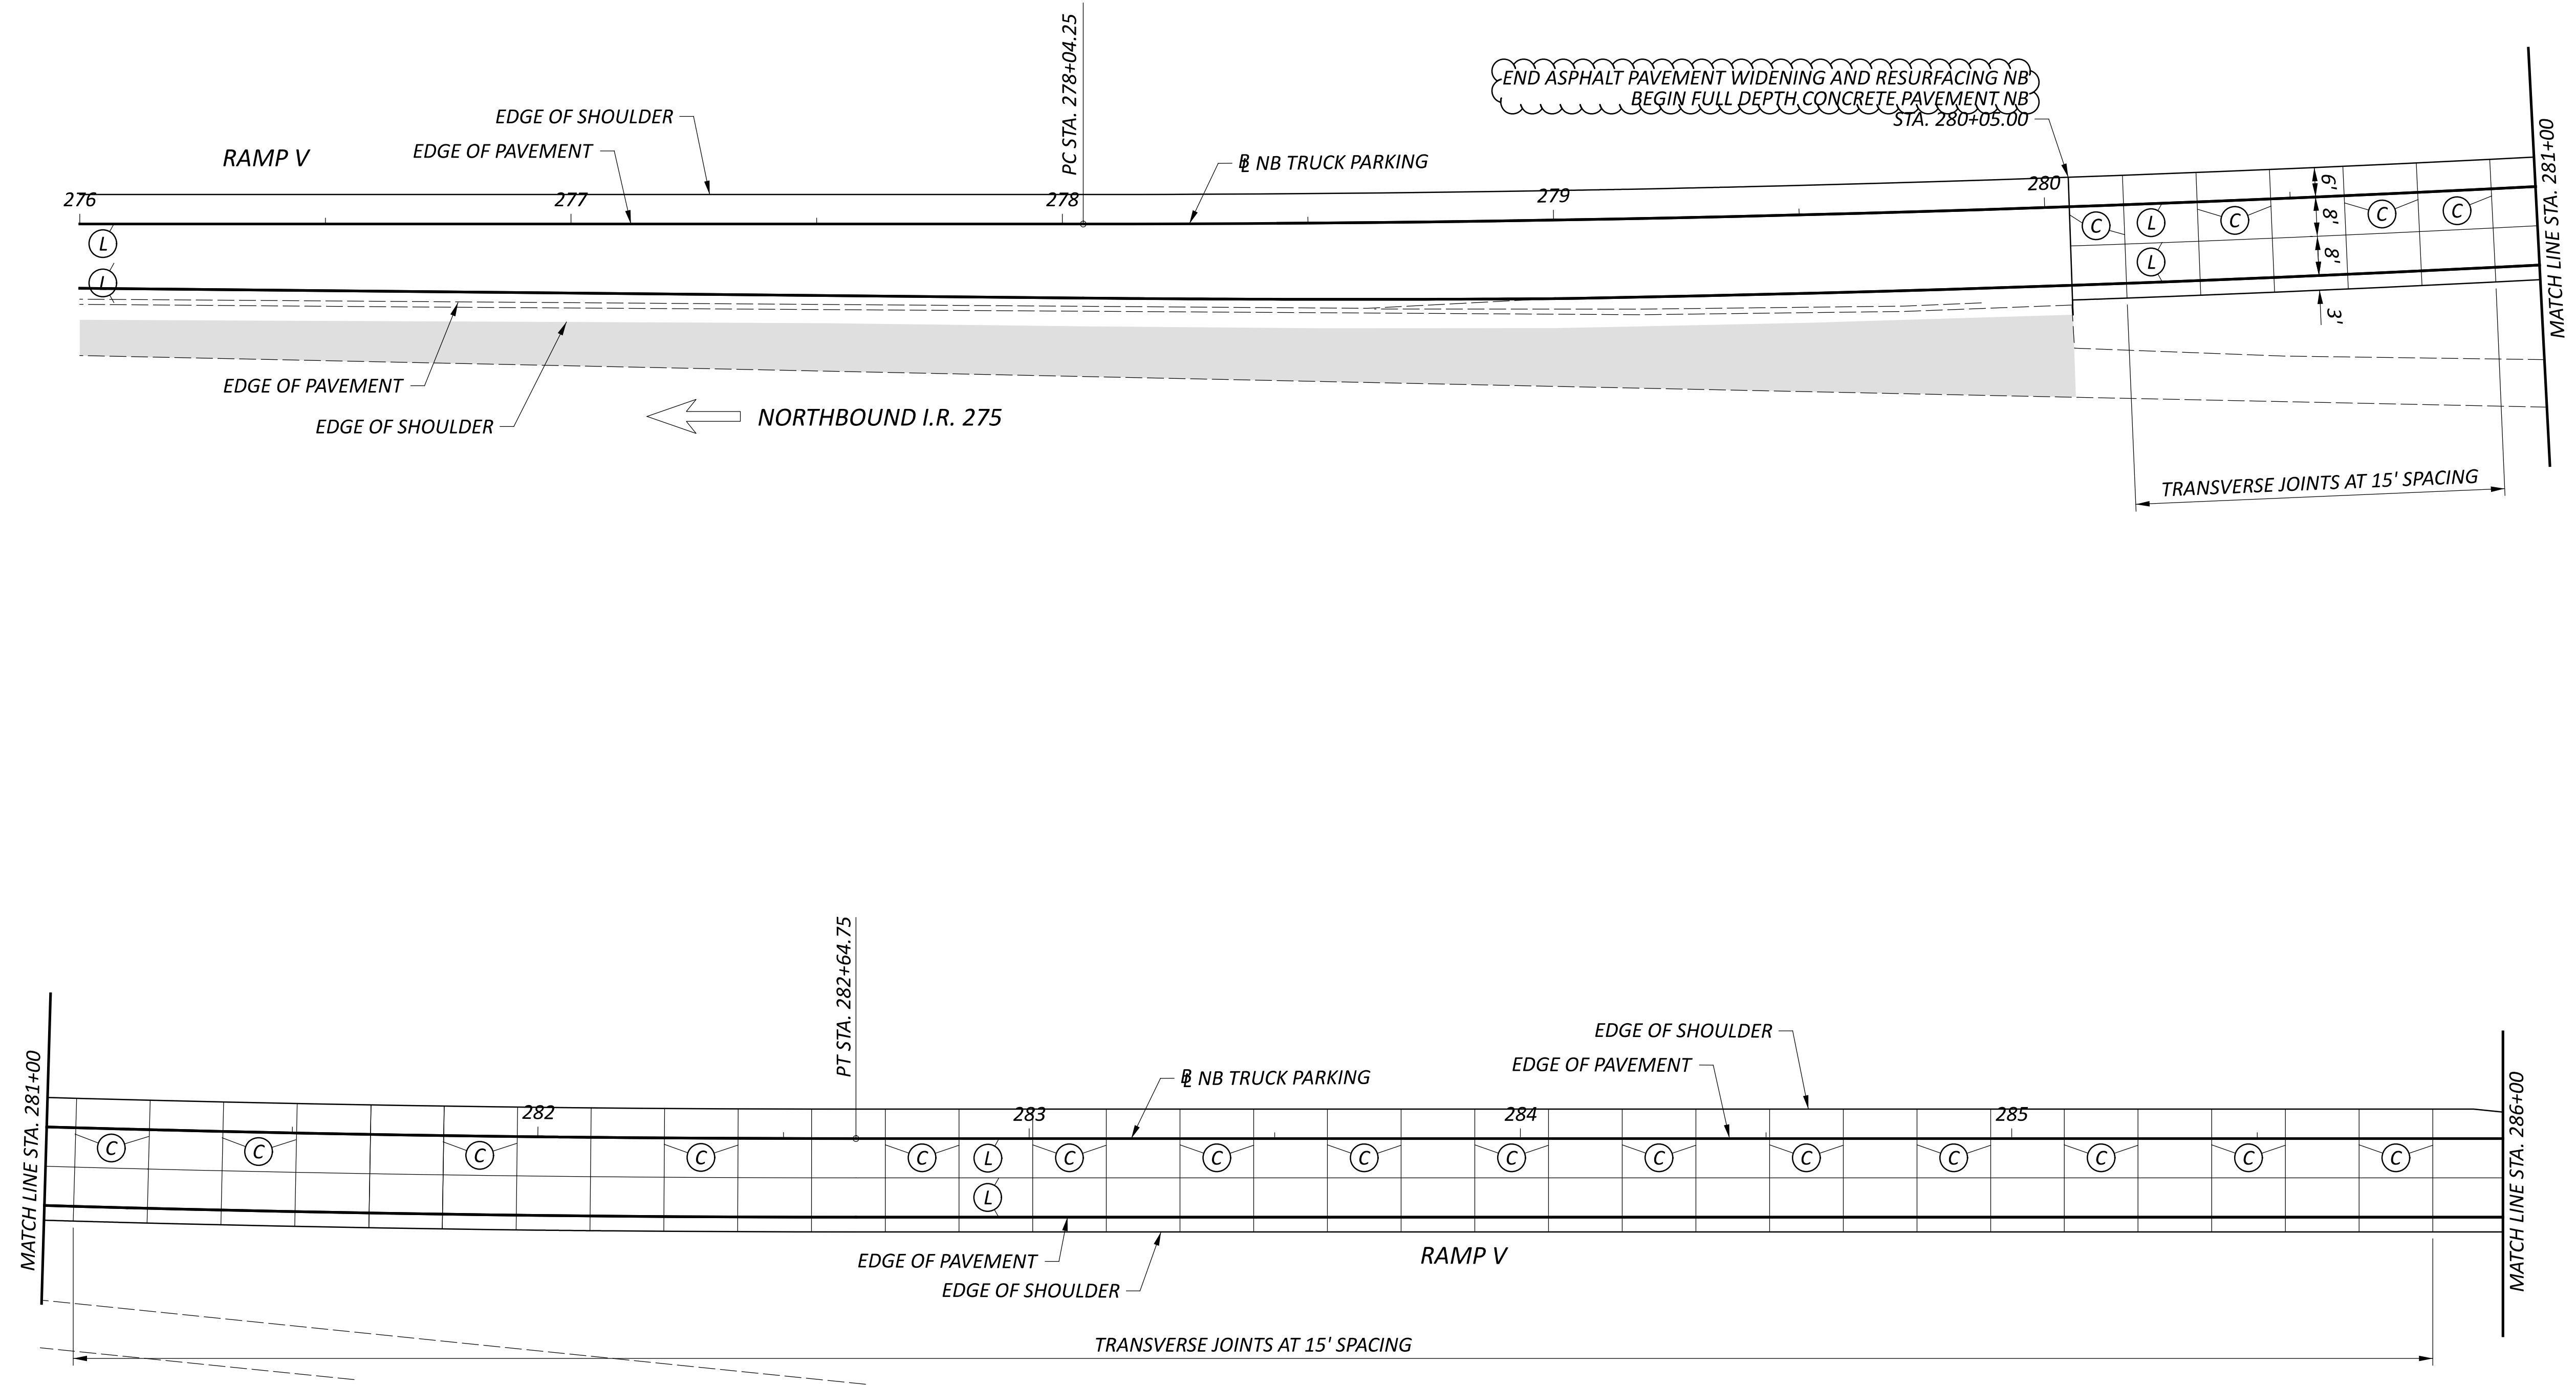 PC STA. 278+04.25
END ASPHALT PAVEMENT WIDENING AND RESURFACING NB
BEGIN FULL DEPTH CONCRETE PAVEMENT NB
STA. 280+05.00
EDGE OF SHOULDER
EDGE OF PAVEMENT
RAMP V
BL NB TRUCK PARKING
MATCH LINE STA. 281+00
276
277
278
279
280
6'
8'
8'
3'
L
L
C
L
L
C
C
C
EDGE OF PAVEMENT
EDGE OF SHOULDER
NORTHBOUND I.R. 275
TRANSVERSE JOINTS AT 15' SPACING
PT STA. 282+64.75
MATCH LINE STA. 281+00
EDGE OF SHOULDER
EDGE OF PAVEMENT
BL NB TRUCK PARKING
MATCH LINE STA. 286+00
282
283
284
285
C
C
C
C
C
L
C
C
C
C
C
C
C
C
C
C
L
EDGE OF PAVEMENT
EDGE OF SHOULDER
RAMP V
TRANSVERSE JOINTS AT 15' SPACING